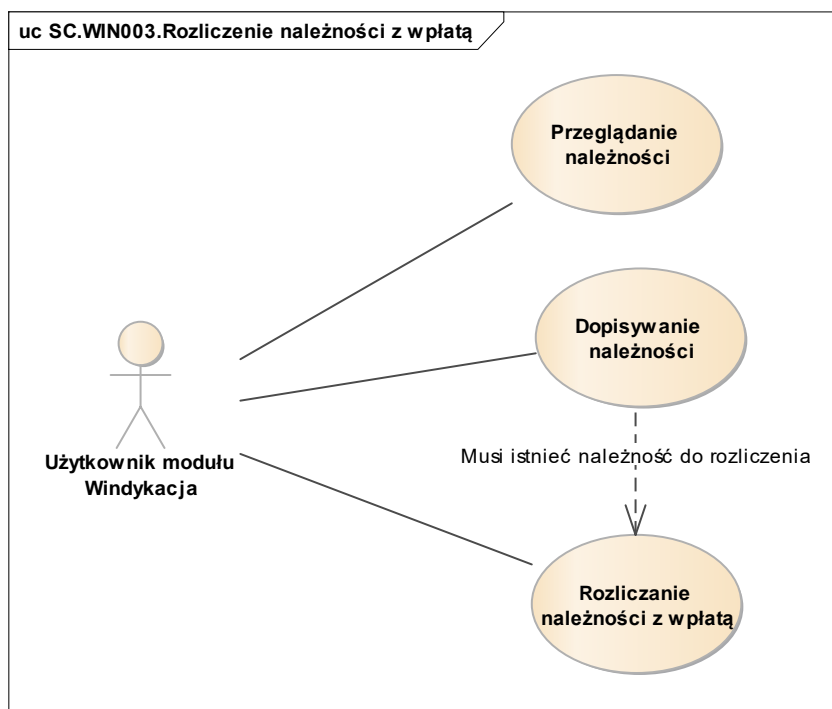 uc SC.WIN003.Rozliczenie należności z wpłatą
Przeglądanie
należności
Dopisywanie
należności
Musi istnieć należność do rozliczenia
Użytkownik modułu
Windykacja
Rozliczanie
należności z wpłatą